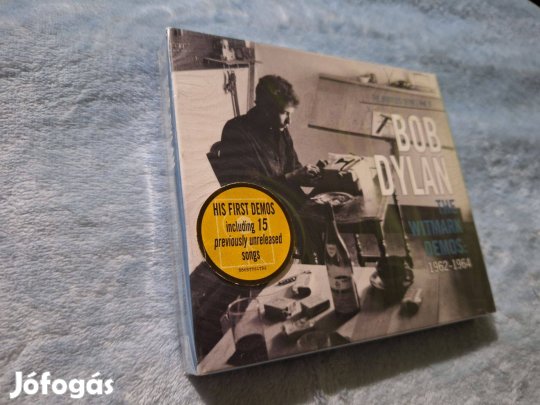 BOB
DYLAN
THE
WITMARK
DEMOS:
1962-1964
HIS FIRST DEMOS
including 15
previously unreleased
songs
Jófogás